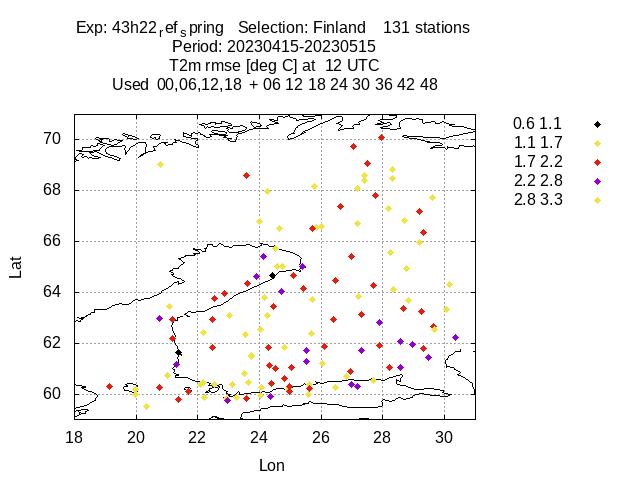 Exp: 43h22refspring Selection: Finland 131 stations
Period: 20230415-20230515
T2m rmse [deg C] at 12 UTC
Used 00,06,12,18 + 06 12 18 24 30 36 42 48
0.6 1.1
1.1 1.7
1.7 2.2
2.2 2.8
2.8 3.3
70
68
66
64
62
60
Lat
18 20 22 24 26 28 30
Lon